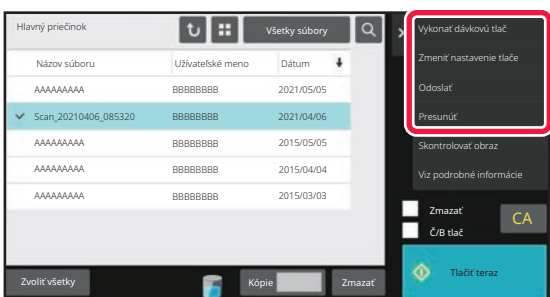 Hlavný priečinok
Všetky súbory
Názov súboru Užívateľské meno Dátum
AAAAAAAAA BBBBBBBB 2021/05/05
Scan_20210406_085320 BBBBBBBB 2021/04/06
AAAAAAAAA BBBBBBBB 2015/05/05
AAAAAAAAA BBBBBBBB 2015/04/04
AAAAAAAAA BBBBBBBB 2015/03/03
Zvoliť všetky
Kópie
Zmazať
Vykonať dávkovú tlač
Zmeniť nastavenie tlače
Odoslať
Presunúť
Skontrolovať obraz
Viz podrobné informácie
Zmazať
Č/B tlač
CA
Tlačiť teraz